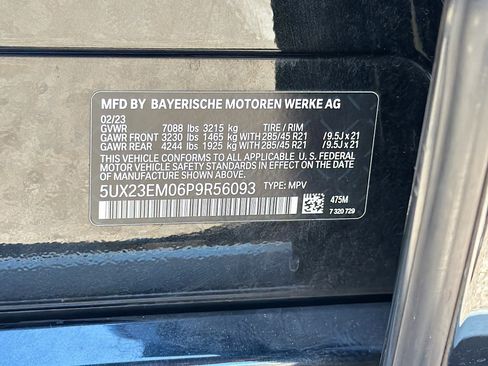 MFD BY BAYERISCHE MOTOREN WERKE AG
02/23
GVWR 7088 lbs 3215 kg TIRE / RIM
GAWR FRONT 3230 lbs 1465 kg WITH 285/45 R21 /9.5J x 21
GAWR REAR 4244 lbs 1925 kg WITH 285/45 R21 /9.5J x 21
THIS VEHICLE CONFORMS TO ALL APPLICABLE U. S. FEDERAL
MOTOR VEHICLE SAFETY STANDARDS IN EFFECT ON THE
DATE OF MANUFACTURE SHOWN ABOVE.
5UX23EM06P9R56093 TYPE: MPV
475M
7 320 729